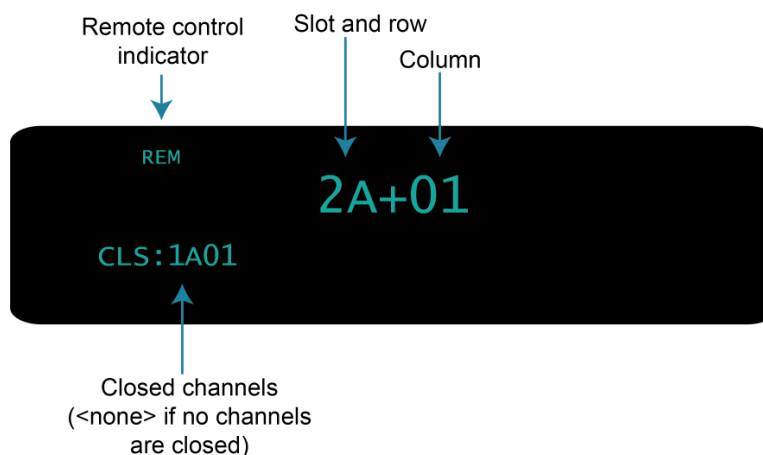 Remote control
indicator
Slot and row
Column
REM
2A+01
CLS:1A01
Closed channels
(<none> if no channels
are closed)